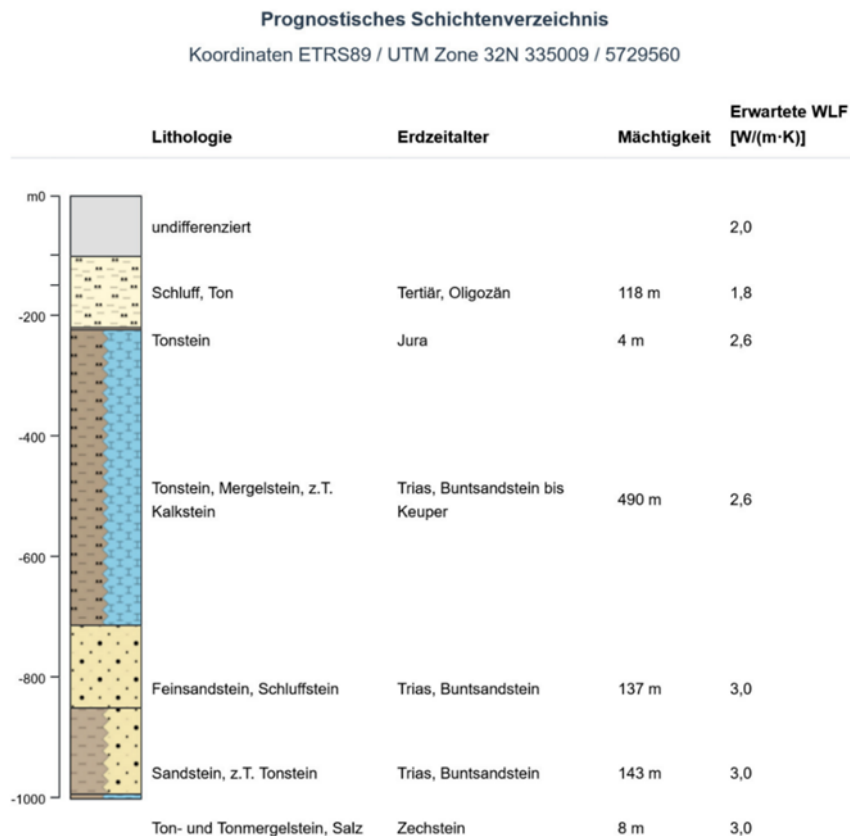 Prognostisches Schichtenverzeichnis
Koordinaten ETRS89 / UTM Zone 32N 335009 / 5729560
Erwartete WLF
Lithologie Erdzeitalter Mächtigkeit [W/(m·K)]
m0
undifferenziert 2,0
Schluff, Ton Tertiär, Oligozän 118 m 1,8
-200
Tonstein Jura 4 m 2,6
-400
Tonstein, Mergelstein, z.T. Trias, Buntsandstein bis
490 m 2,6
Kalkstein Keuper
-600
-800
Feinsandstein, Schluffstein Trias, Buntsandstein 137 m 3,0
Sandstein, z.T. Tonstein Trias, Buntsandstein 143 m 3,0
-1000
Ton- und Tonmergelstein, Salz Zechstein 8 m 3,0